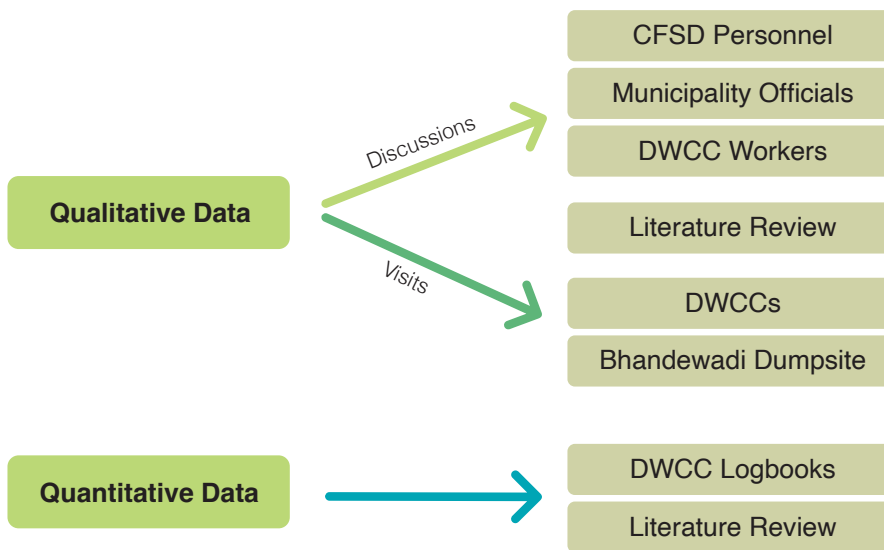 CFSD Personnel
Municipality Officials
DWCC Workers
Discussions
Qualitative Data
Literature Review
Visits
DWCCs
Bhandewadi Dumpsite
Quantitative Data
DWCC Logbooks
Literature Review